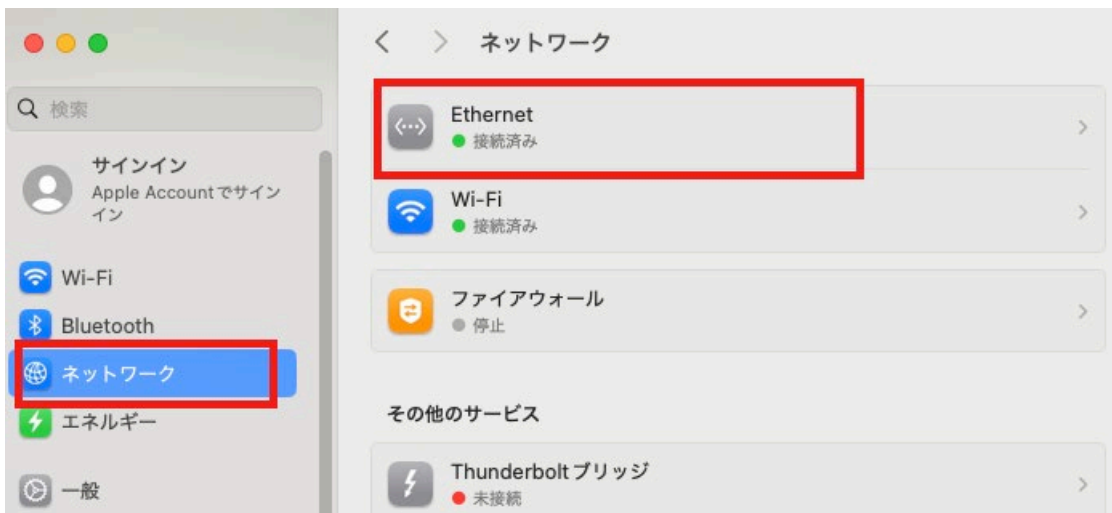 検索
サインイン
Apple Accountでサイン
イン
Wi-Fi
Bluetooth
ネットワーク
エネルギー
一般
ネットワーク
Ethernet
接続済み
Wi-Fi
接続済み
ファイアウォール
停止
その他のサービス
Thunderboltブリッジ
未接続